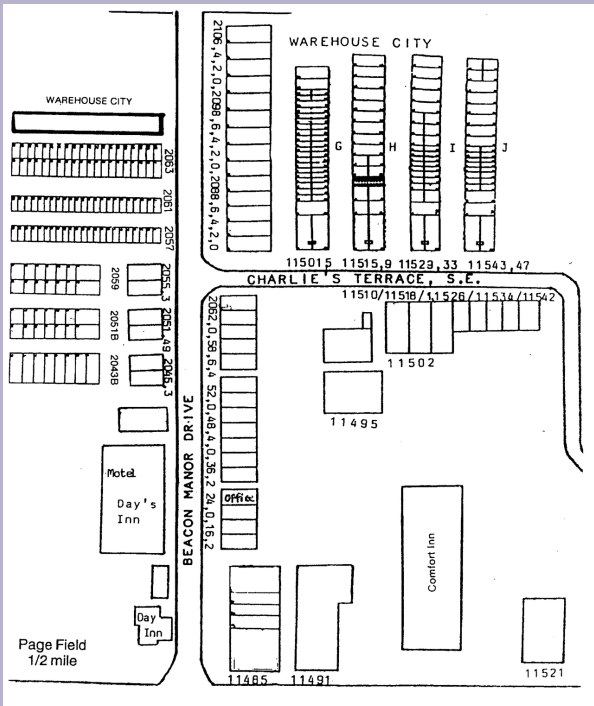 WAREHOUSE CITY
WAREHOUSE CITY
2106,4,2,0,2098,6,4,2,0,2088,6,4,2,0
G
H
I
J
2063
2061
2057
2059
2055,3
2051B
2051,49
2043B
2045,3
11501,5
11515,9
11529,33
11543,47
CHARLIE'S TERRACE, S.E.
11510/11518/11526/11534/11542
2062,0,58,6,4
11502
11495
52,0,48,4,0,36,2
BEACON MANOR DRIVE
Motel
Day's
Inn
Office
24,0,16,2
Comfort Inn
Day
Inn
Page Field
1/2 mile
11485
11491
11521